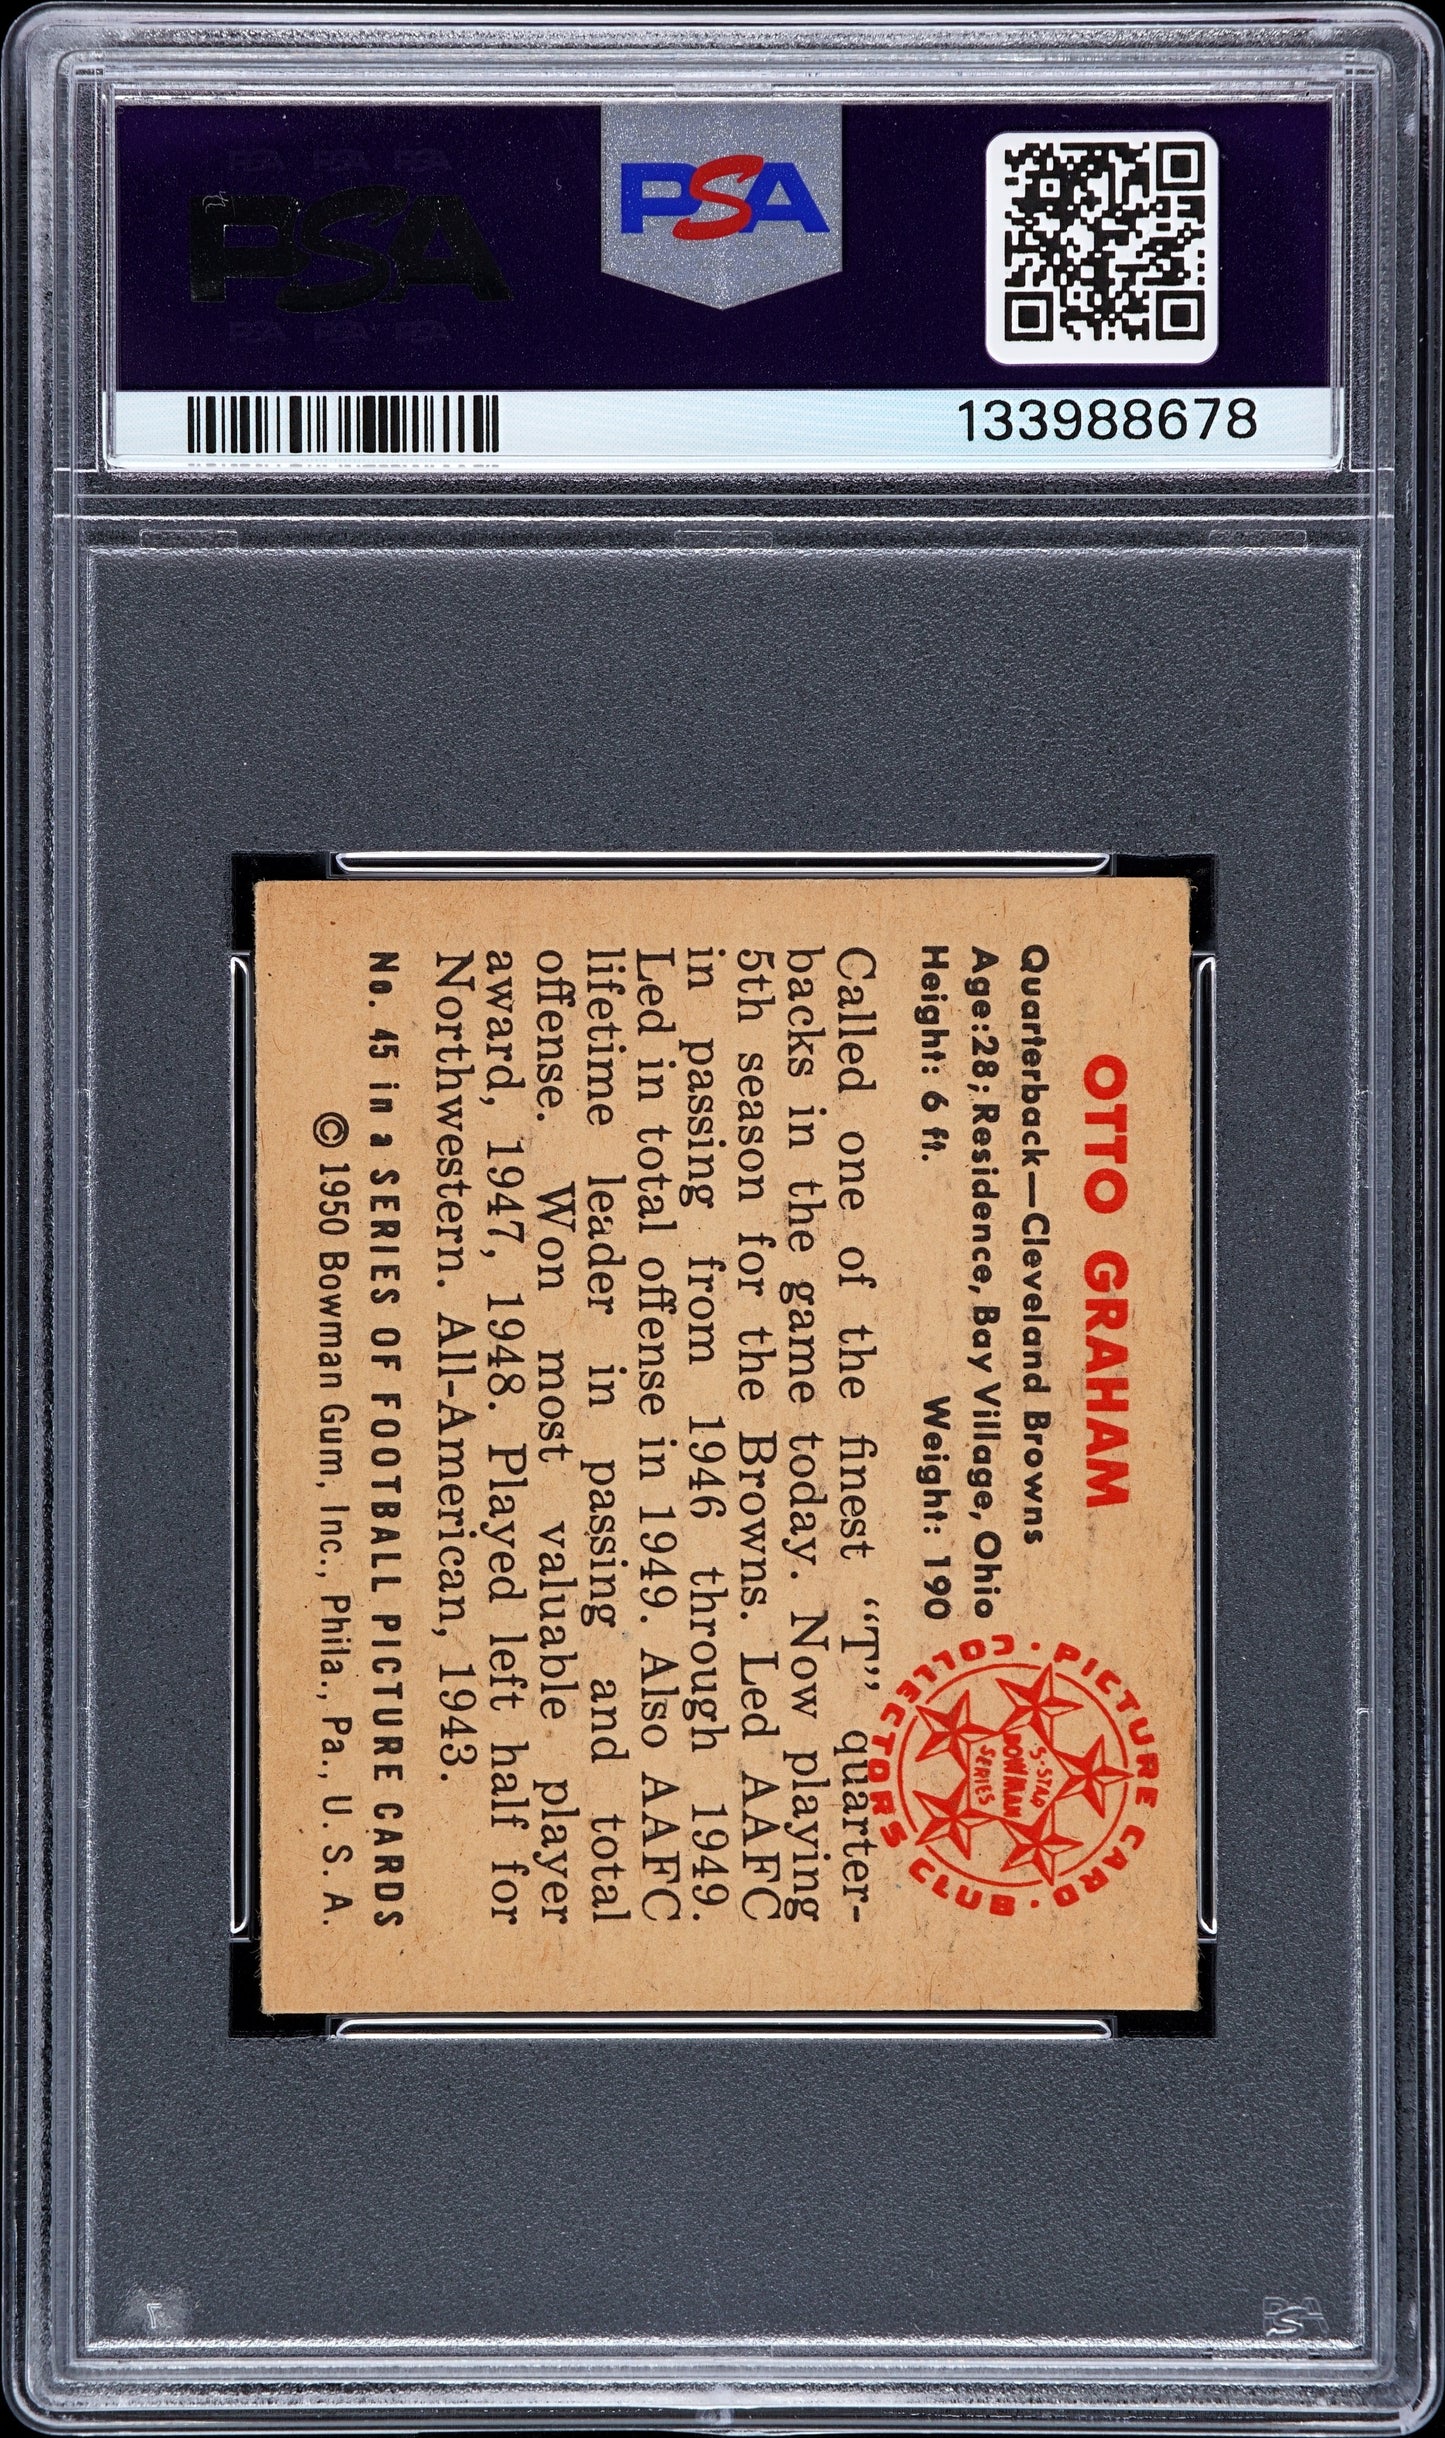 PSA
PSA
133988678
OTTO GRAHAM
Quarterback—Cleveland Browns
Age:28; Residence, Bay Village, Ohio
Height: 6 ft. Weight: 190
PICTURE CARD · COLLECTORS CLUB ·
5-STAR
BOWMAN
SERIES
Called one of the finest "T" quarter-
backs in the game today. Now playing
5th season for the Browns. Led AAFC
in passing from 1946 through 1949.
Led in total offense in 1949. Also AAFC
lifetime leader in passing and total
offense. Won most valuable player
award, 1947, 1948. Played left half for
Northwestern. All-American, 1943.
No. 45 in a SERIES OF FOOTBALL PICTURE CARDS
© 1950 Bowman Gum, Inc., Phila., Pa., U. S. A.
PSA